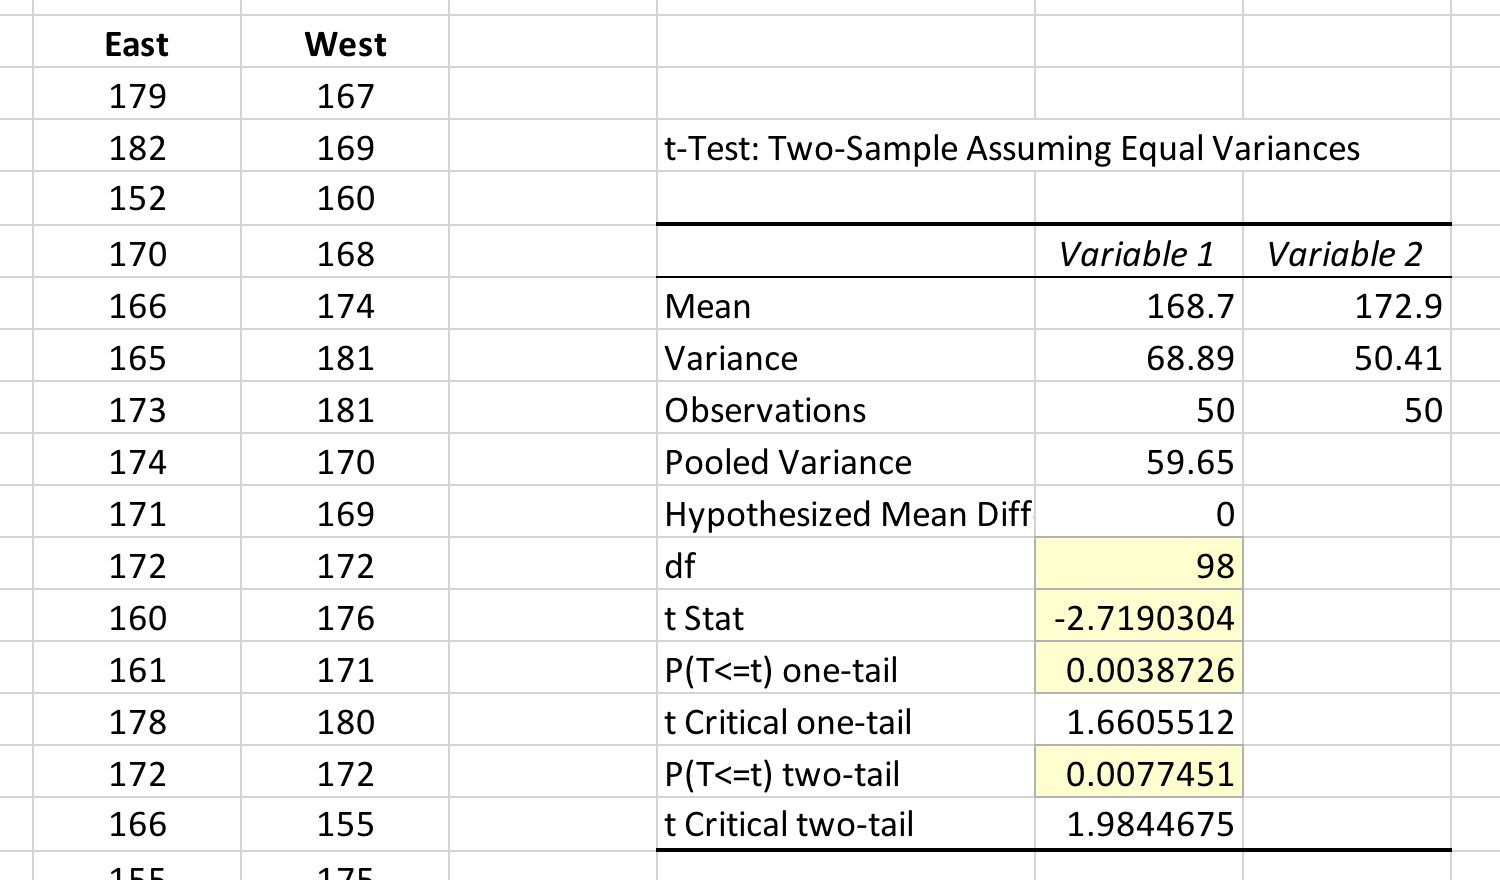 East West
179 167
182 169 t-Test: Two-Sample Assuming Equal Variances
152 160
170 168 Variable 1 Variable 2
166 174 Mean 168.7 172.9
165 181 Variance 68.89 50.41
173 181 Observations 50 50
174 170 Pooled Variance 59.65
171 169 Hypothesized Mean Diff 0
172 172 df 98
160 176 t Stat -2.7190304
161 171 P(T<=t) one-tail 0.0038726
178 180 t Critical one-tail 1.6605512
172 172 P(T<=t) two-tail 0.0077451
166 155 t Critical two-tail 1.9844675
155 175